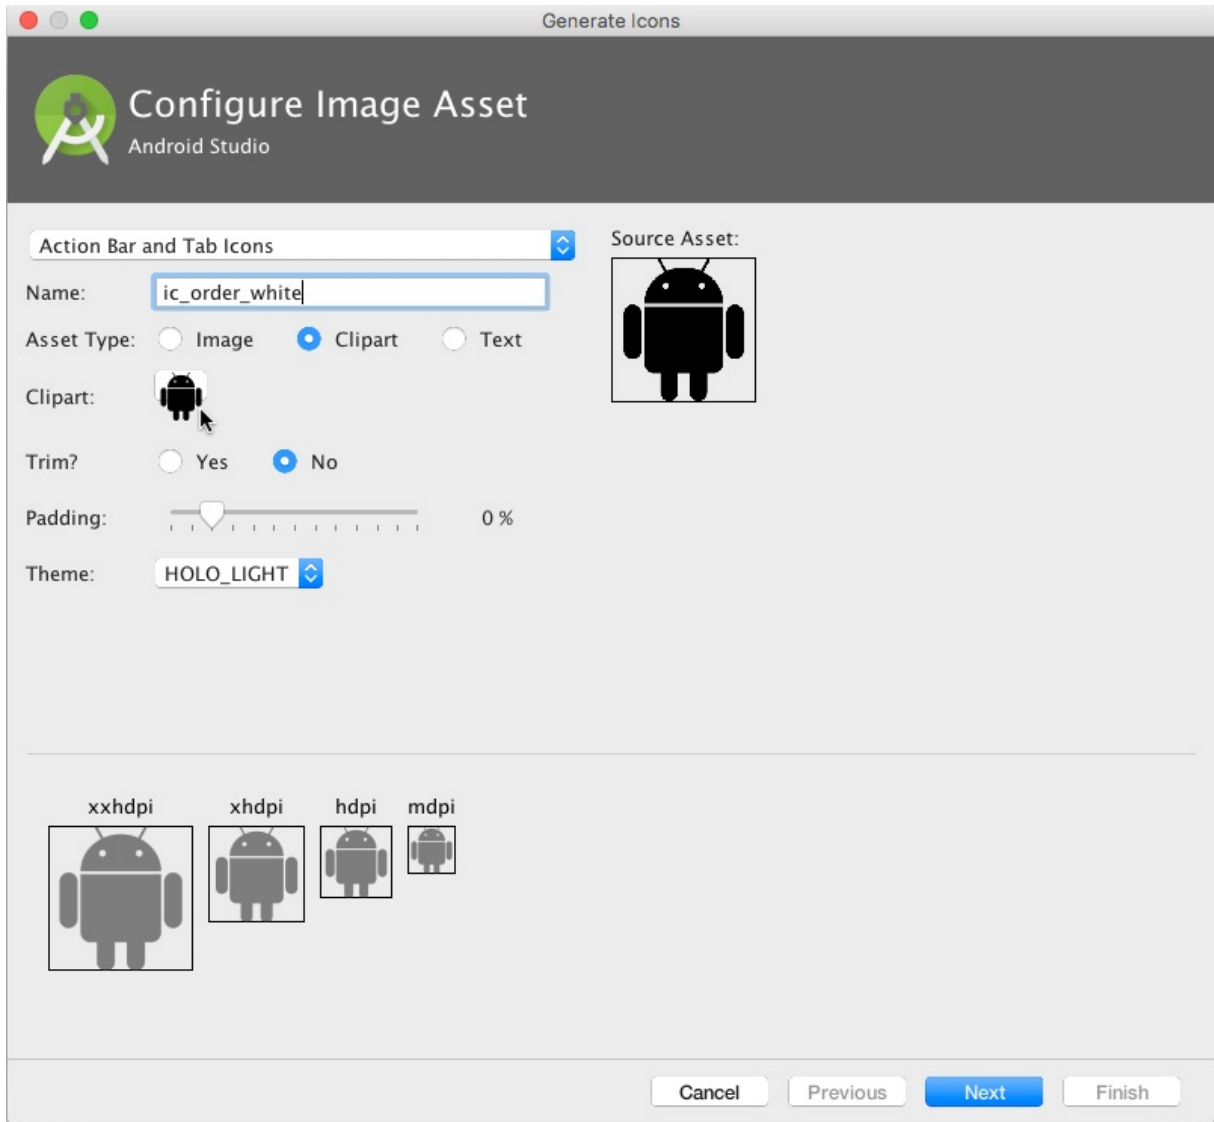 Generate Icons
Configure Image Asset
Android Studio
Action Bar and Tab Icons
Source Asset:
Name: ic_order_white
Asset Type: Image Clipart Text
Clipart:
Trim? Yes No
Padding: 0 %
Theme: HOLO_LIGHT
xxhdpi xhdpi hdpi mdpi
Cancel Previous Next Finish